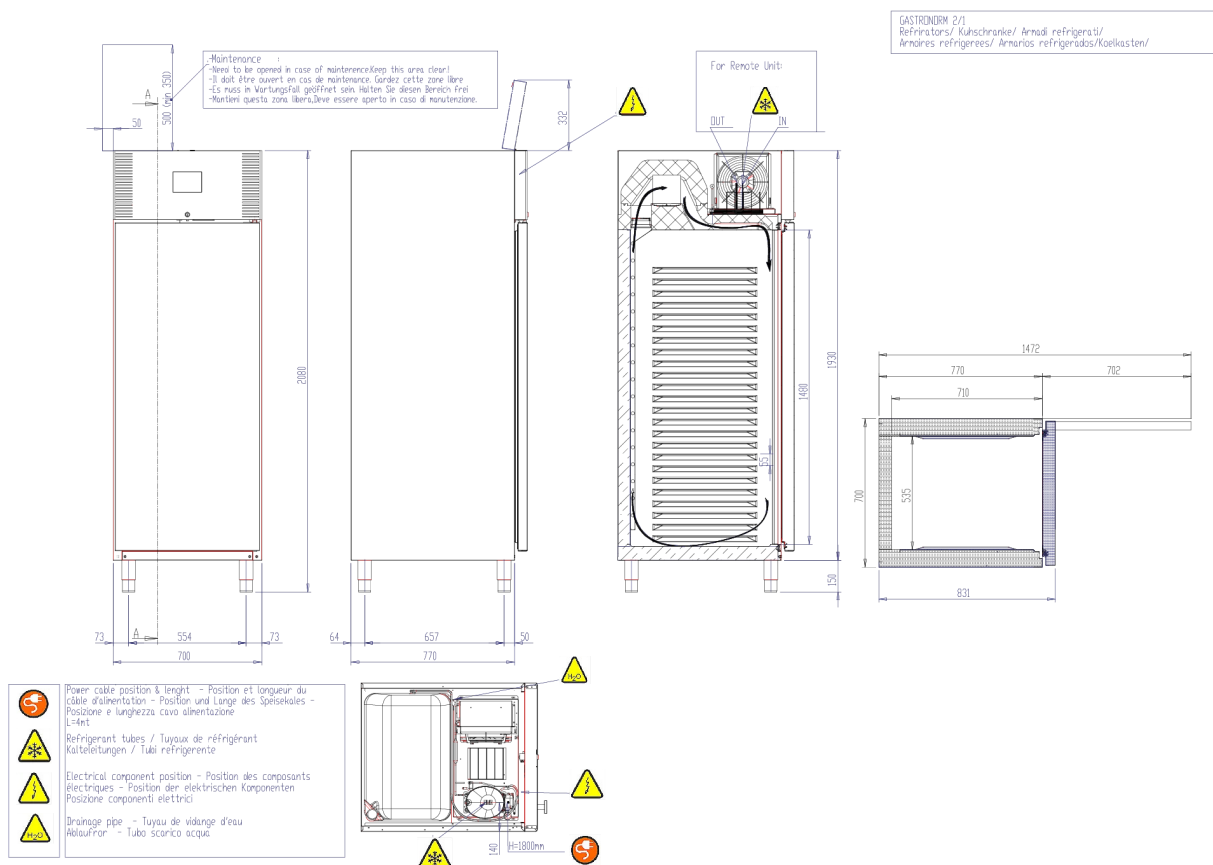 GASTRONORM 2/1
Refrirators/ Kuhschranke/ Armadi refrigerati/
Armoires refrigerees/ Armarios refrigerados/Koelkasten/
-Maintenance :
-Need to be opened in case of mainterence.Keep this area clear!
-Il doit être ouvert en cas de maintenance. Gardez cette zone libre
-Es muss im Wartungsfall geöffnet sein. Halten Sie diesen Bereich frei
-Mantieni questa zona libera,Deve essere aperto in caso di manutenzione.
For Remote Unit:
OUT IN
A
500 (min 350)
50
332
2080
1930
1480
55
150
1472
770 702
710
700
535
831
A
73 554 73
700
64 657 50
770
H2O
Power cable position & lenght - Position et longueur du
câble d'alimentation - Position und Lange des Speisekales -
Posizione e lunghezza cavo alimentazione
L=4mt
Refrigerant tubes / Tuyaux de réfrigérant
Kalteleitungen / Tubi refrigerente
Electrical component position - Position des composants
électriques - Position der elektrischen Komponenten
Posizione componenti elettrici
H2O
Drainage pipe - Tuyau de vidange d'eau
Ablaufror - Tubo scarico acqua
140
H=1800mm